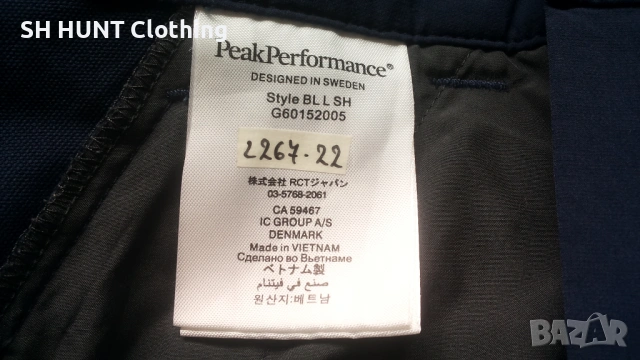 SH HUNT Clothing
PeakPerformance®
DESIGNED IN SWEDEN
Style BL L SH
G60152005
2267-22
株式会社 RCTジャパン
03-5768-2061
CA 59467
IC GROUP A/S
DENMARK
Made in VIETNAM
Сделано во Вьетнаме
ベトナム製
صنع في فيتنام
원산지:베트남
BAZAR
.bg